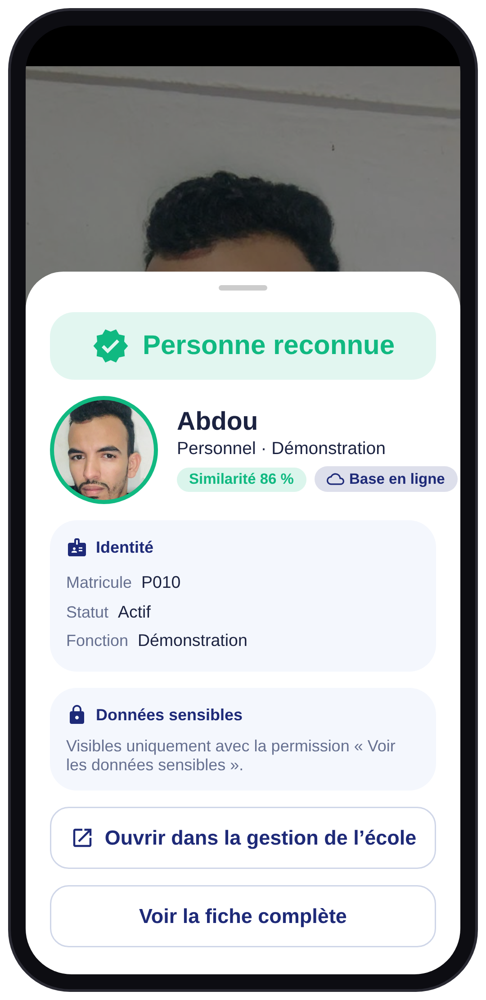 Personne reconnue
Abdou
Personnel · Démonstration
Similarité 86 %
Base en ligne
Identité
Matricule P010
Statut Actif
Fonction Démonstration
Données sensibles
Visibles uniquement avec la permission « Voir
les données sensibles ».
Ouvrir dans la gestion de l’école
Voir la fiche complète